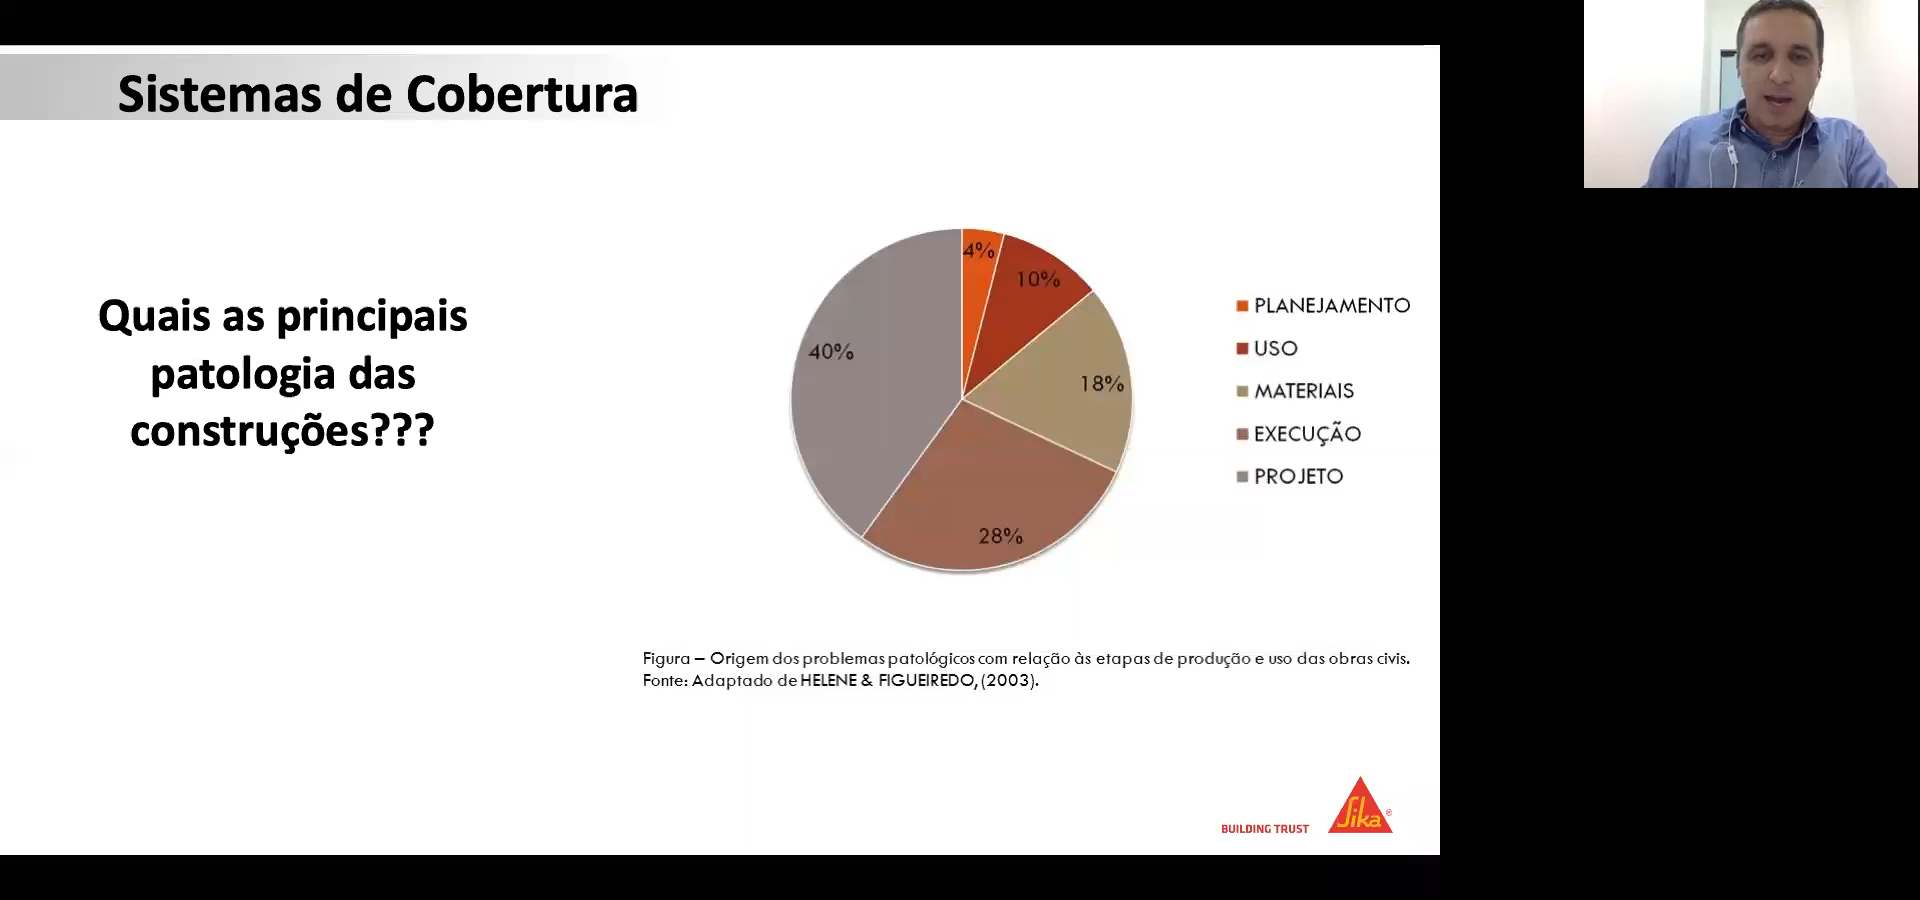 Sistemas de Cobertura
Quais as principais
patologia das
construções???
4%
10%
18%
28%
40%
PLANEJAMENTO
USO
MATERIAIS
EXECUÇÃO
PROJETO
Figura – Origem dos problemas patológicos com relação às etapas de produção e uso das obras civis.
Fonte: Adaptado de HELENE & FIGUEIREDO, (2003).
BUILDING TRUST
Sika®